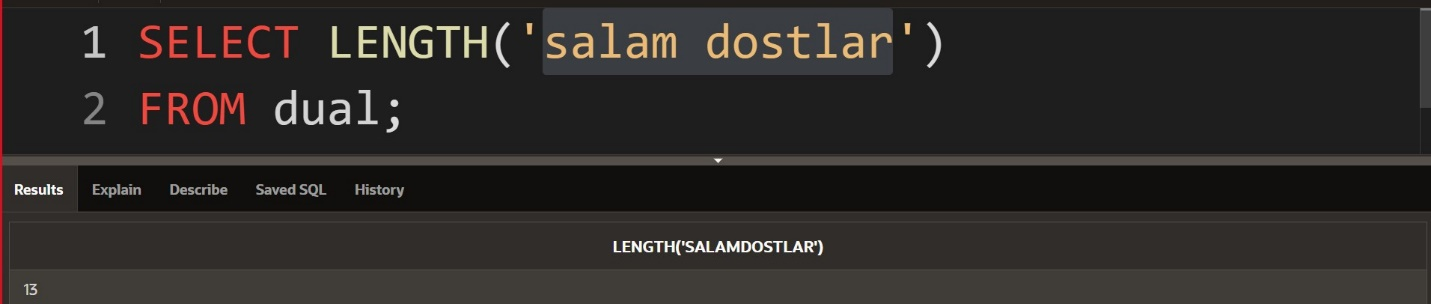 1 SELECT LENGTH('salam dostlar')
2 FROM dual;
Results Explain Describe Saved SQL History
LENGTH('SALAMDOSTLAR')
13